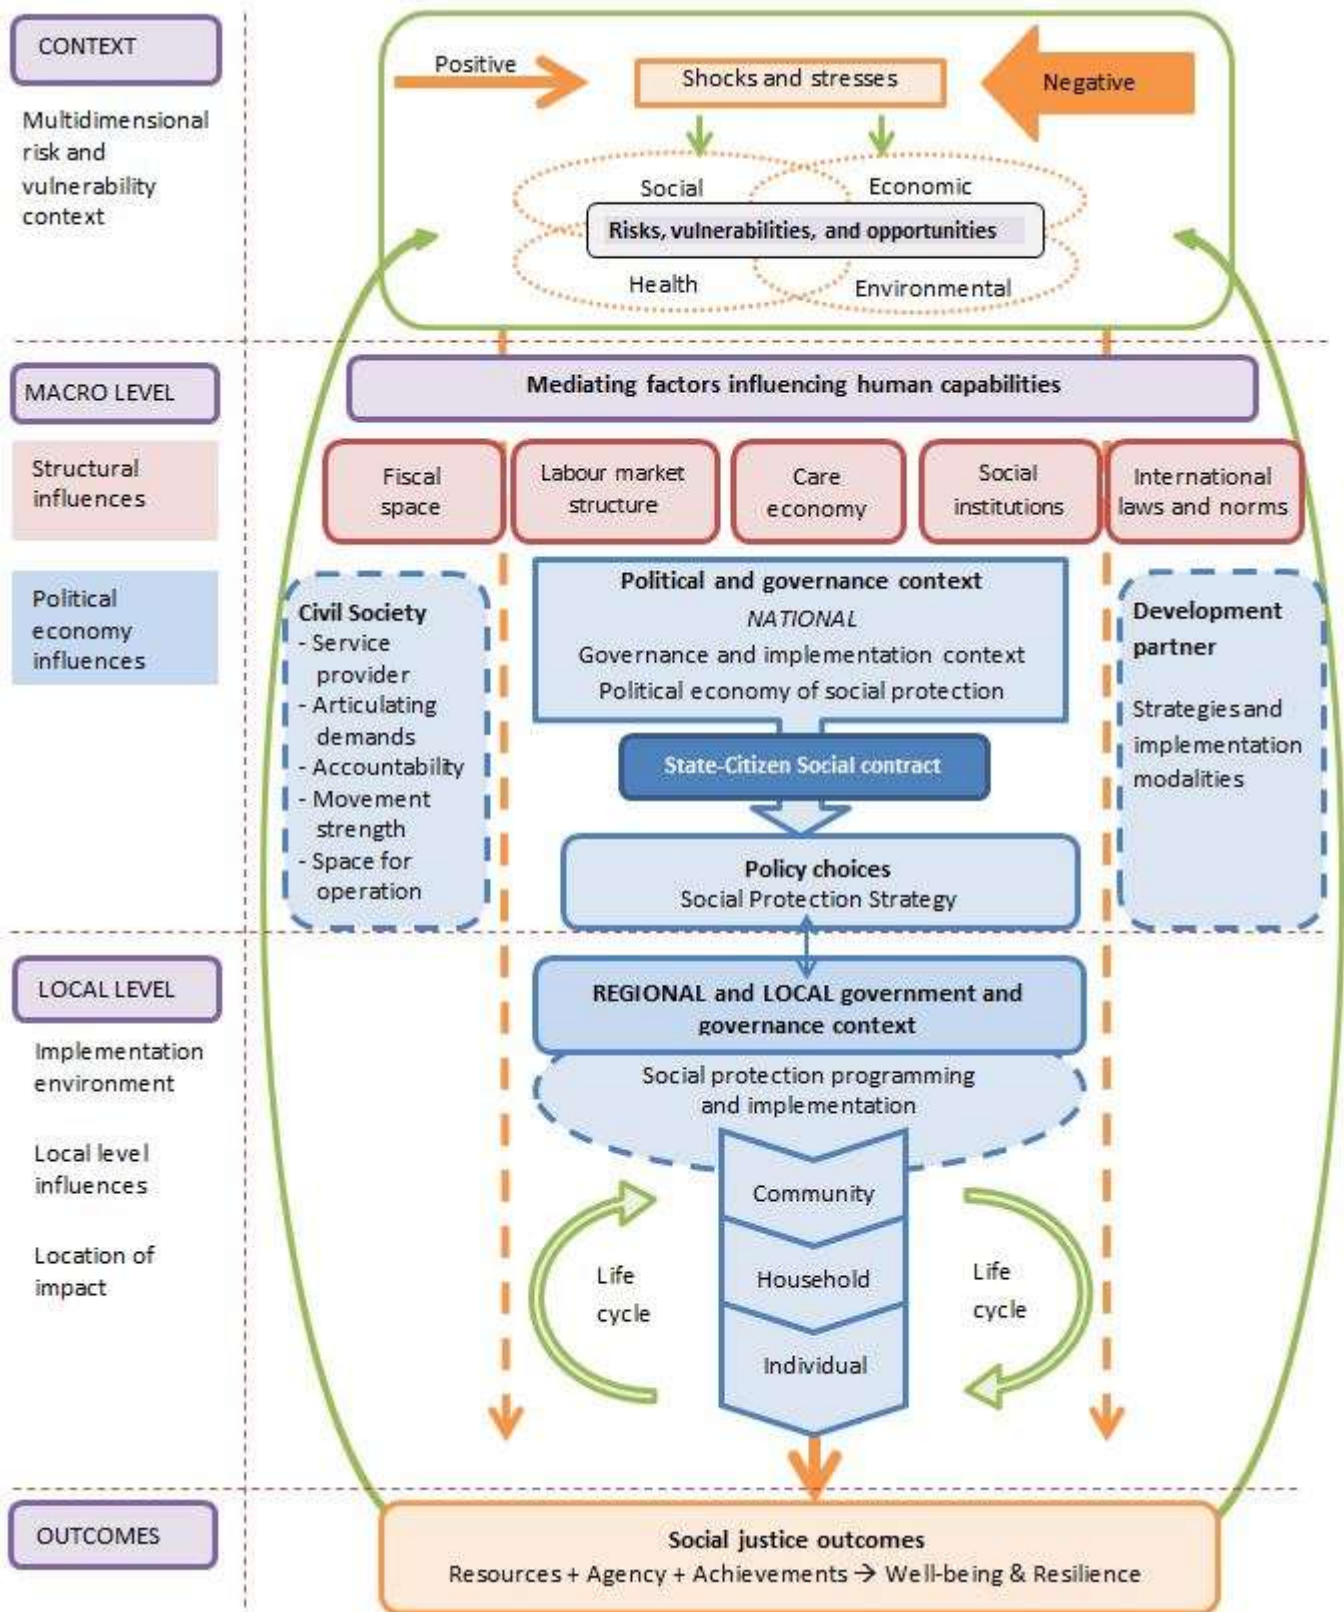 CONTEXT
Multidimensional
risk and
vulnerability
context
Positive
Shocks and stresses
Negative
Social
Economic
Risks, vulnerabilities, and opportunities
Health
Environmental
MACRO LEVEL
Mediating factors influencing human capabilities
Structural
influences
Fiscal
space
Labour market
structure
Care
economy
Social
institutions
International
laws and norms
Political
economy
influences
Civil Society
- Service
provider
- Articulating
demands
- Accountability
- Movement
strength
- Space for
operation
Political and governance context
NATIONAL
Governance and implementation context
Political economy of social protection
State-Citizen Social contract
Policy choices
Social Protection Strategy
Development
partner
Strategies and
implementation
modalities
LOCAL LEVEL
Implementation
environment
Local level
influences
Location of
impact
REGIONAL and LOCAL government and
governance context
Social protection programming
and implementation
Community
Household
Individual
Life
cycle
Life
cycle
OUTCOMES
Social justice outcomes
Resources + Agency + Achievements → Well-being & Resilience